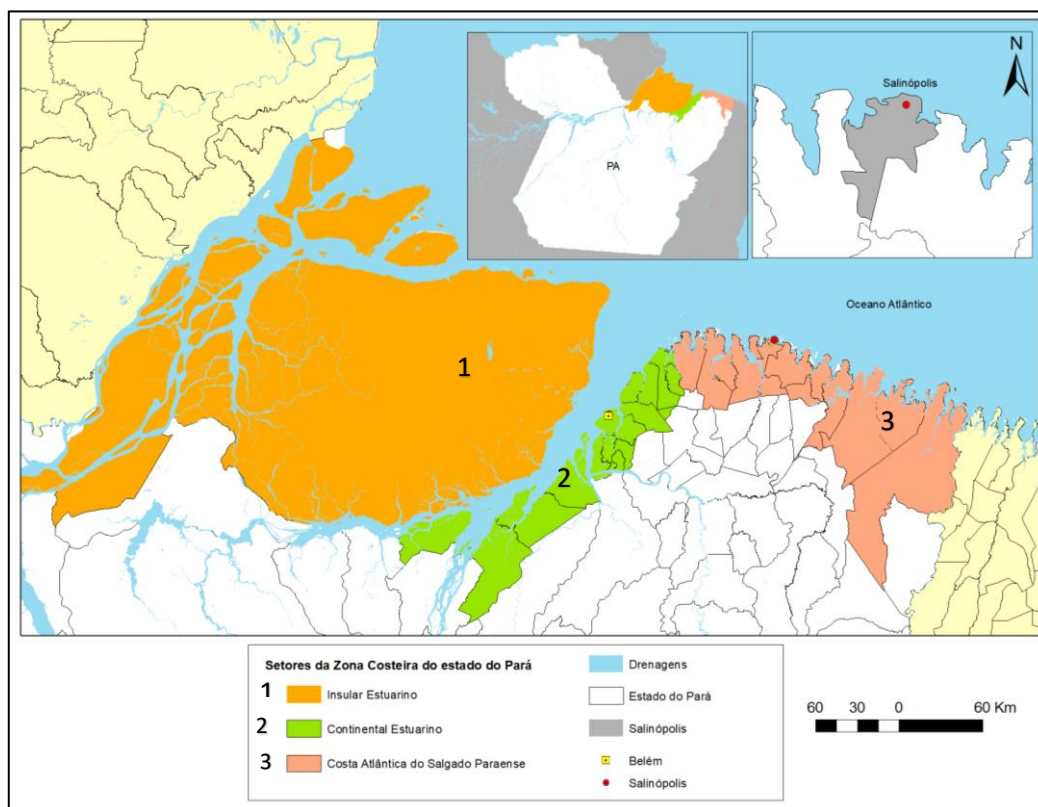 PA
Salinópolis
N
Oceano Atlântico
1
2
3
Setores da Zona Costeira do estado do Pará
1 Insular Estuarino
2 Continental Estuarino
3 Costa Atlântica do Salgado Paraense
Drenagens
Estado do Pará
Salinópolis
Belém
Salinópolis
60 30 0 60 Km